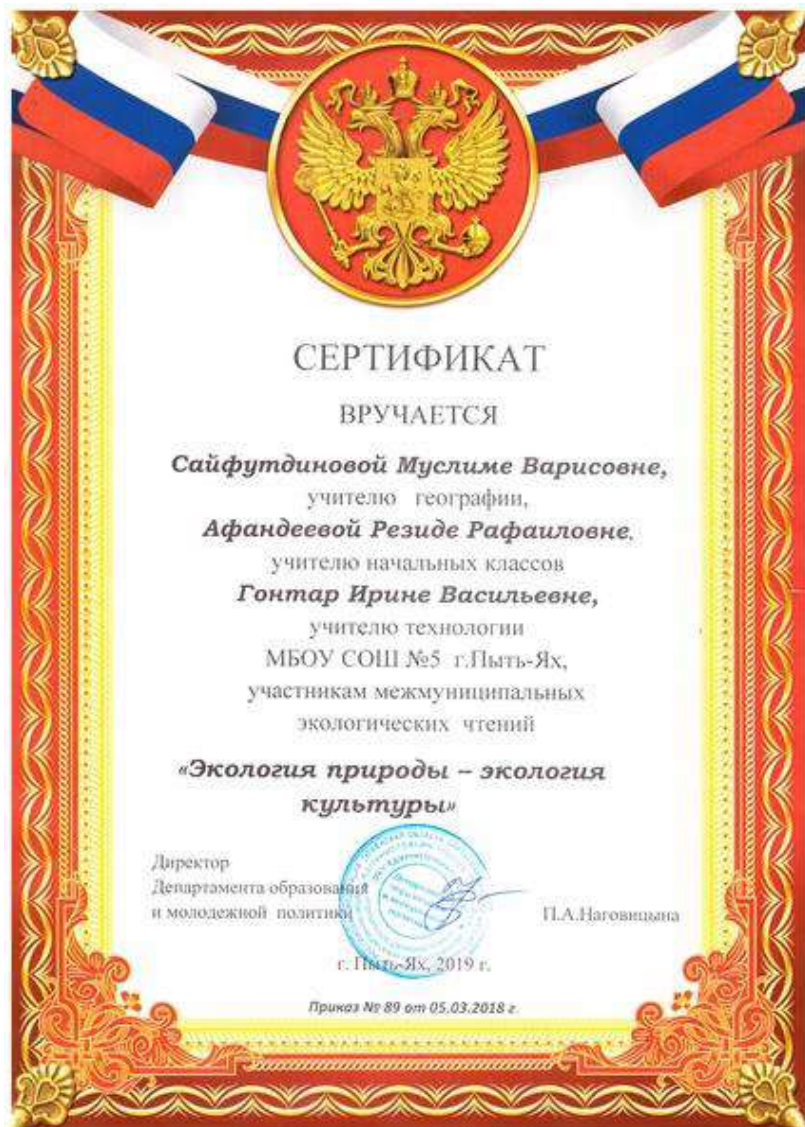 СЕРТИФИКАТ
ВРУЧАЕТСЯ
Сайфутдиновой Муслиме Варисовне,
учителю географии,
Афандеевой Резиде Рафаиловне,
учителю начальных классов
Гонтар Ирине Васильевне,
учителю технологии
МБОУ СОШ №5 г.Пыть-Ях,
участникам межмуниципальных
экологических чтений
«Экология природы – экология
культуры»
Директор
Департамента образования
и молодежной политики
П.А.Наговицына
г. Пыть-Ях, 2019 г.
Приказ № 89 от 05.03.2018 г.